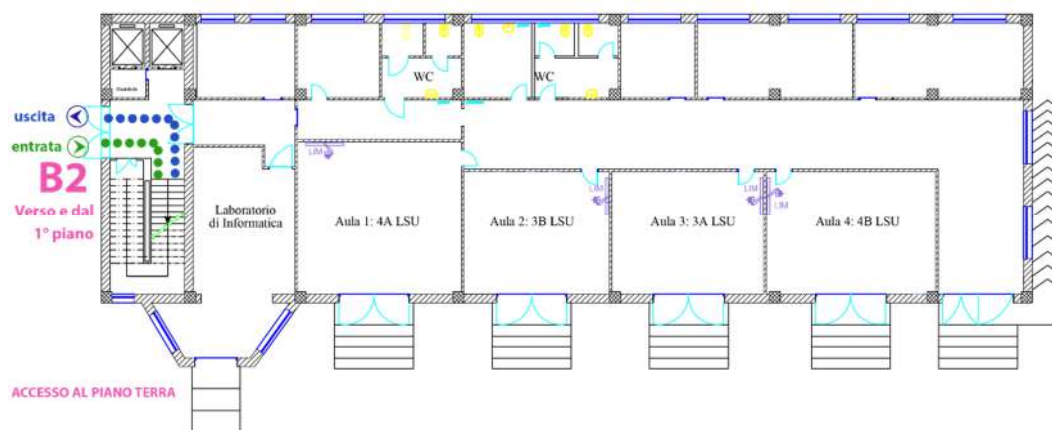 WC
WC
uscita
entrata
B2
Verso e dal
1° piano
LIM
LIM
LIM
LIM
Laboratorio
di Informatica
Aula 1: 4A LSU
Aula 2: 3B LSU
Aula 3: 3A LSU
Aula 4: 4B LSU
ACCESSO AL PIANO TERRA